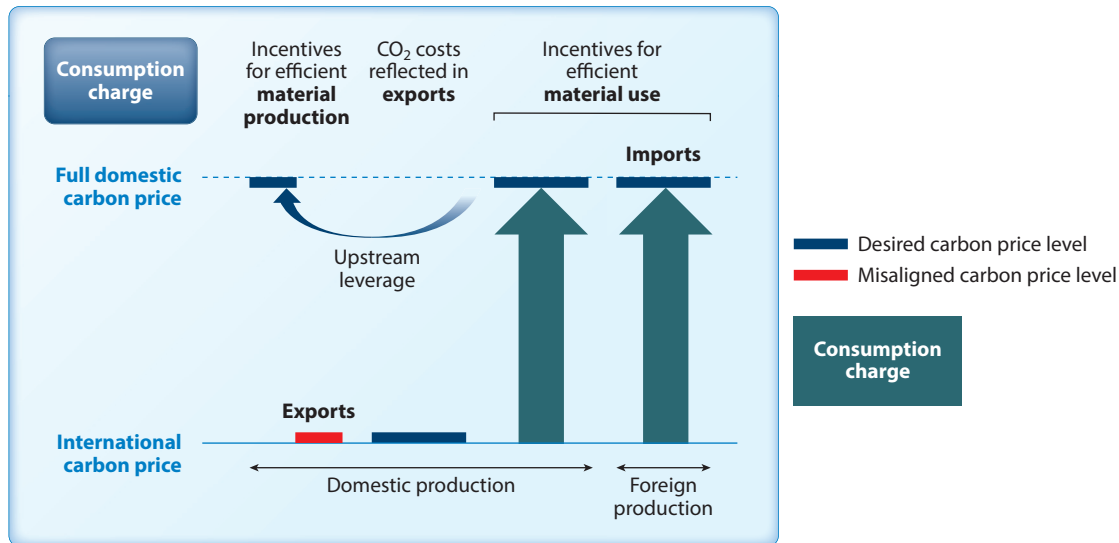 Consumption
charge
Incentives
for efficient
material
production
CO₂ costs
reflected in
exports
Incentives for
efficient
material use
Imports
Full domestic
carbon price
Upstream
leverage
Desired carbon price level
Misaligned carbon price level
Consumption
charge
Exports
International
carbon price
Domestic production
Foreign
production